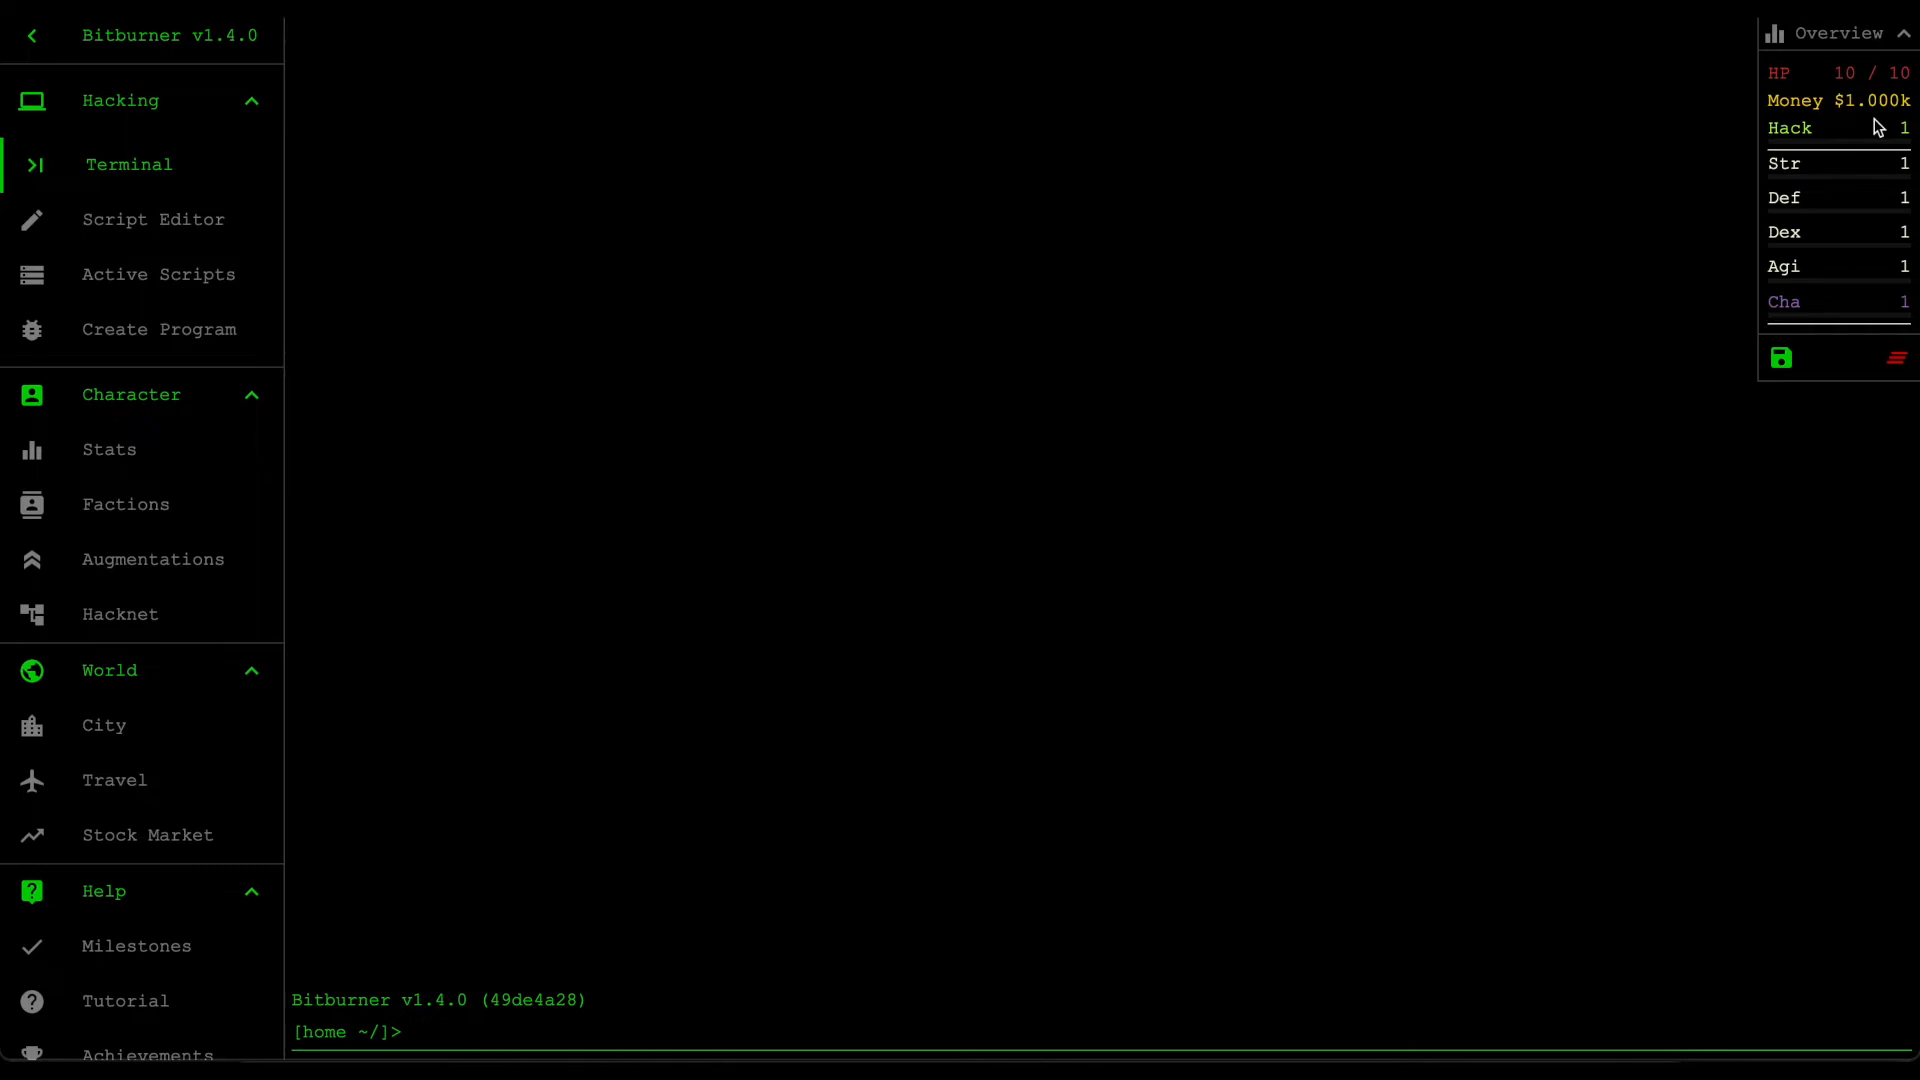 Bitburner v1.4.0
Hacking
Terminal
Script Editor
Active Scripts
Create Program
Character
Stats
Factions
Augmentations
Hacknet
World
City
Travel
Stock Market
Help
Milestones
Tutorial
Achievements
Bitburner v1.4.0 (49de4a28)
[home ~/]>
Overview
HP 10 / 10
Money $1.000k
Hack 1
Str 1
Def 1
Dex 1
Agi 1
Cha 1